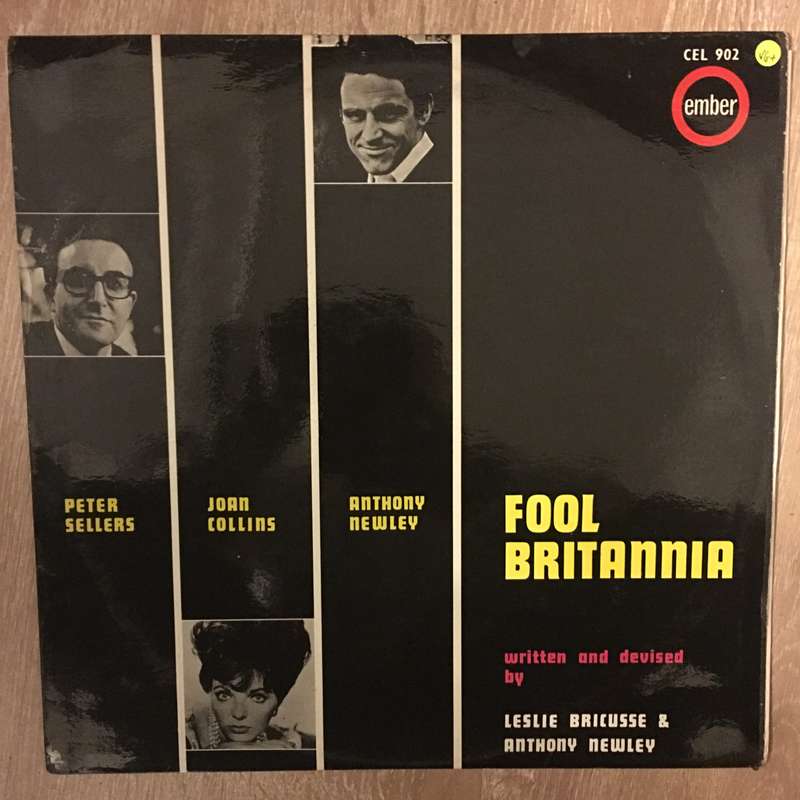 CEL 902
VG+
ember
PETER
SELLERS
JOAN
COLLINS
ANTHONY
NEWLEY
FOOL
BRITANNIA
written and devised
by
LESLIE BRICUSSE &
ANTHONY NEWLEY